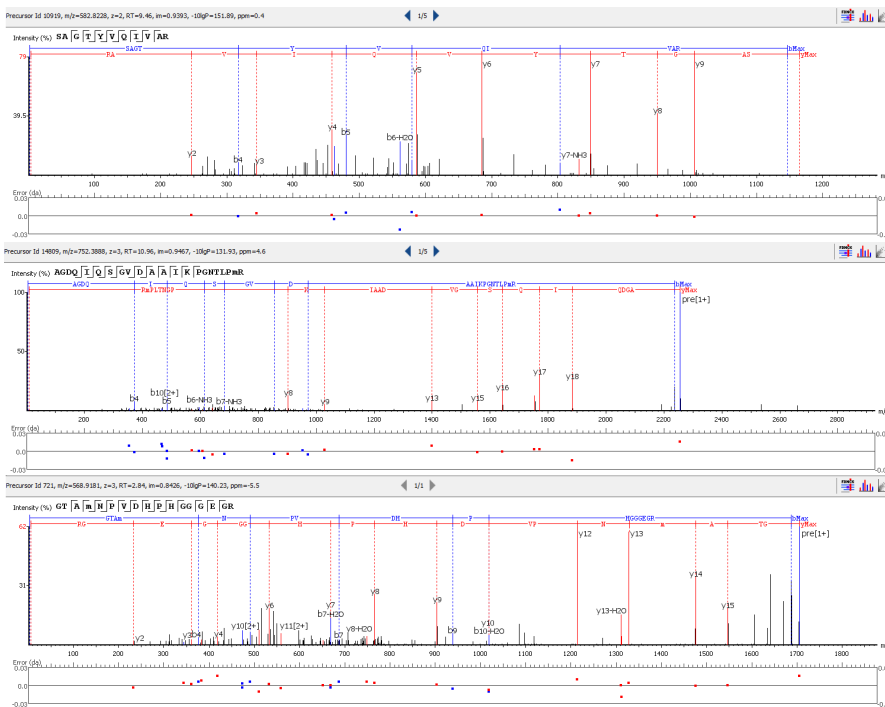 Precursor Id 10919, m/z=582.8228, z=2, RT=9.46, im=0.9393, -10lgP=151.89, ppm=0.4
1/5
Intensity (%) SAGTYVQIVAR
SAGT Y V QI VAR bMax
RA V I Q V Y T G AS yMax
79
39.5
y2 b4 y3 y4 b5 b6-H2O y5 y6 y7-NH3 y7 y8 y9
100 200 300 400 500 600 700 800 900 1000 1100 1200
Error (da)
0.03
0.0
-0.03
Precursor Id 14809, m/z=752.3888, z=3, RT=10.96, im=0.9467, -10lgP=131.93, ppm=4.6
1/5
Intensity (%) AGDQIQSGVDAAIKPGNTLPmR
AGDQ I Q S GV D AAIKPGNTLPmR bMax
RmPLTNGP K IAAD VG S Q I QDGA yMax
100
50
b4 b10[2+] b5 b6-NH3 b7-NH3 y8 y9 y13 y15 y16 y17 y18 pre[1+]
200 400 600 800 1000 1200 1400 1600 1800 2000 2200 2400 2600 2800
Error (da)
0.03
0.0
-0.03
Precursor Id 721, m/z=568.9181, z=3, RT=2.84, im=0.8426, -10lgP=140.23, ppm=-5.5
1/1
Intensity (%) GTAmNPVDHPHGGGEGR
GTAm N PV DH P HGGGEGR bMax
RG E G GG H P H D VP N m A TG yMax
62
31
y2 y3 b4 y4 y10[2+] y6 y11[2+] y7 b7-H2O b7 y8-H2O y8 y9 b9 y10 b10-H2O y12 y13-H2O y13 y14 y15 pre[1+]
200 300 400 500 600 700 800 900 1000 1100 1200 1300 1400 1500 1600 1700 1800
Error (da)
0.03
0.0
-0.03